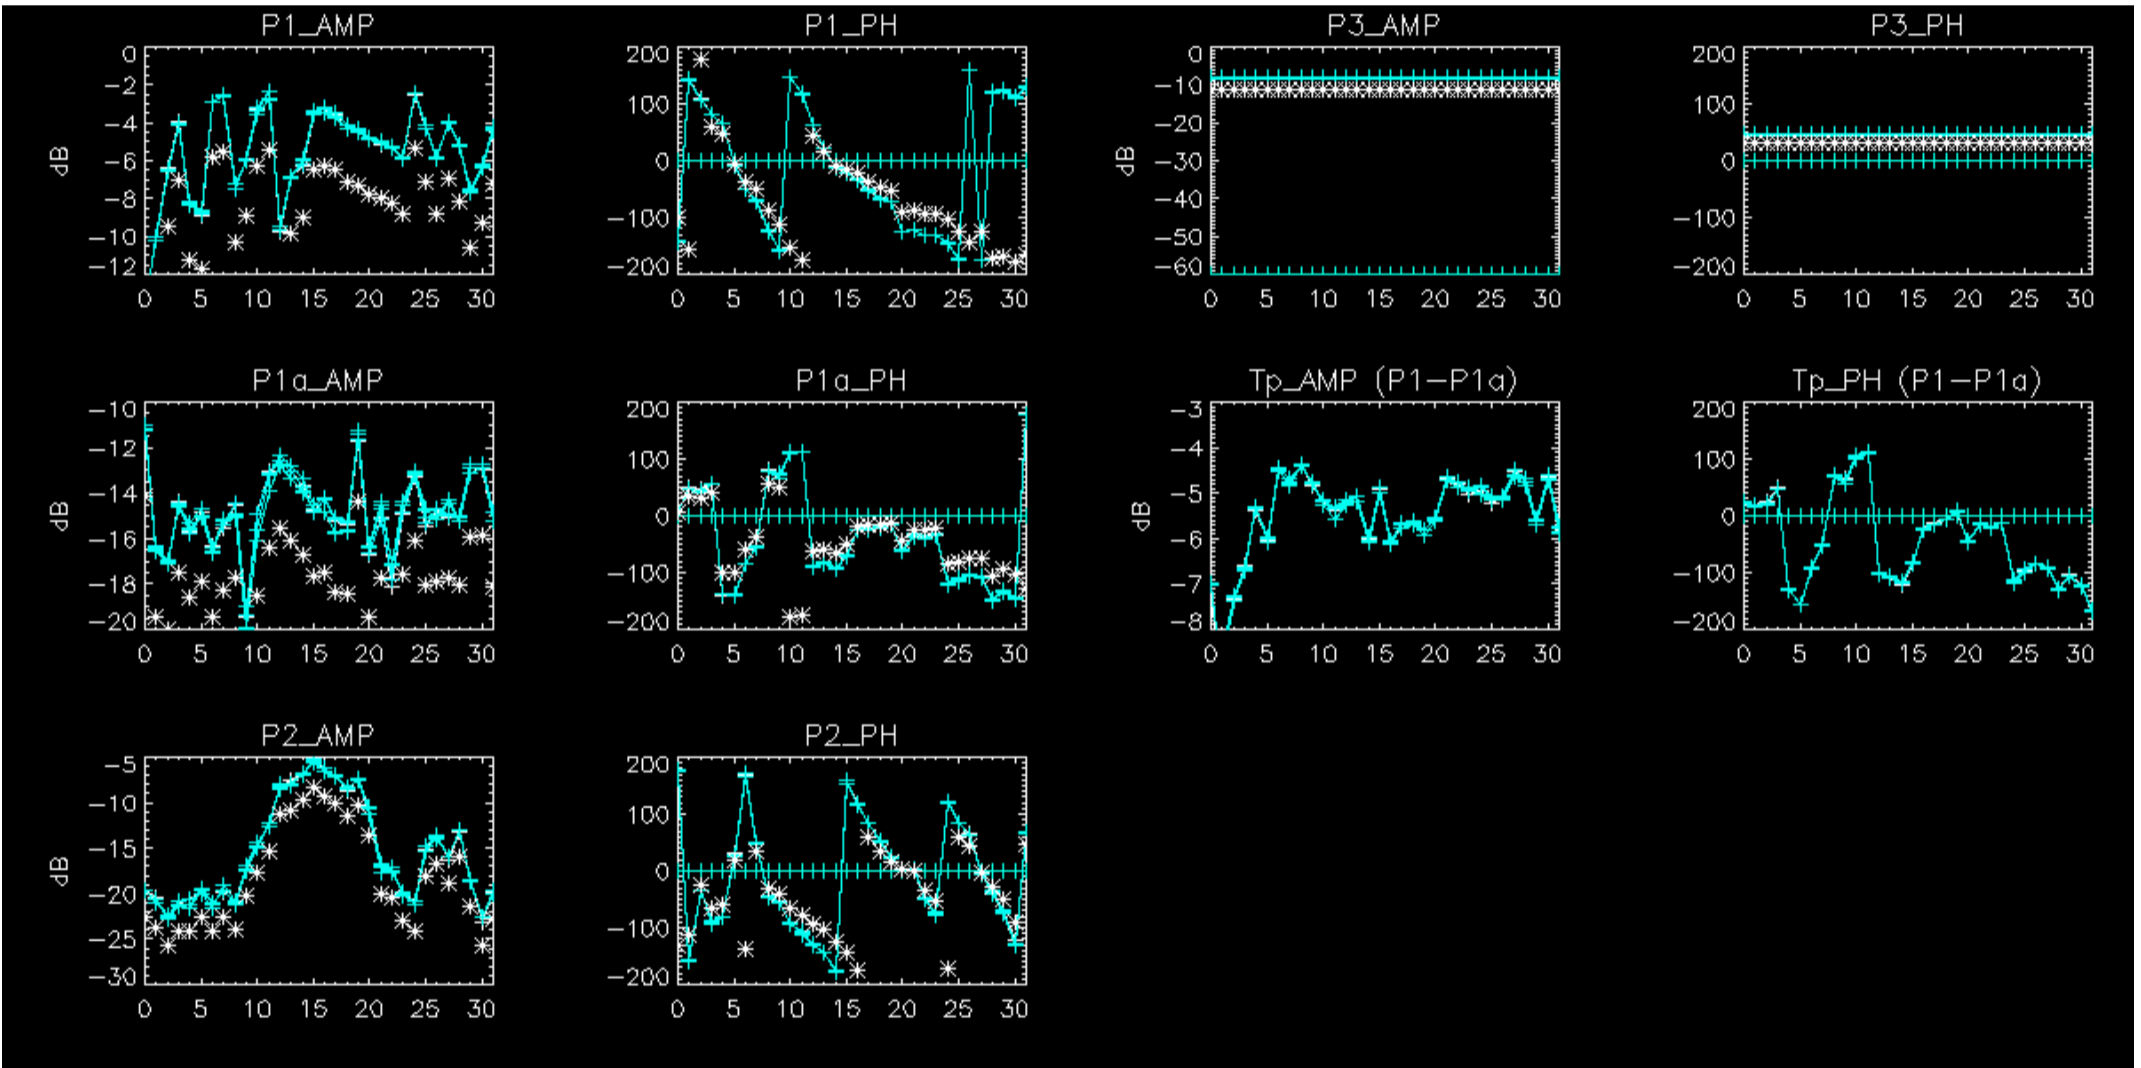 P1_AMP
P1_PH
P3_AMP
P3_PH
dB
0
-2
-4
-6
-8
-10
-12
0 5 10 15 20 25 30
200
100
0
-100
-200
0 5 10 15 20 25 30
dB
0
-10
-20
-30
-40
-50
-60
0 5 10 15 20 25 30
200
100
0
-100
-200
0 5 10 15 20 25 30
P1a_AMP
P1a_PH
Tp_AMP (P1-P1a)
Tp_PH (P1-P1a)
dB
-10
-12
-14
-16
-18
-20
0 5 10 15 20 25 30
200
100
0
-100
-200
0 5 10 15 20 25 30
dB
-3
-4
-5
-6
-7
-8
0 5 10 15 20 25 30
200
100
0
-100
-200
0 5 10 15 20 25 30
P2_AMP
P2_PH
dB
-5
-10
-15
-20
-25
-30
0 5 10 15 20 25 30
200
100
0
-100
-200
0 5 10 15 20 25 30